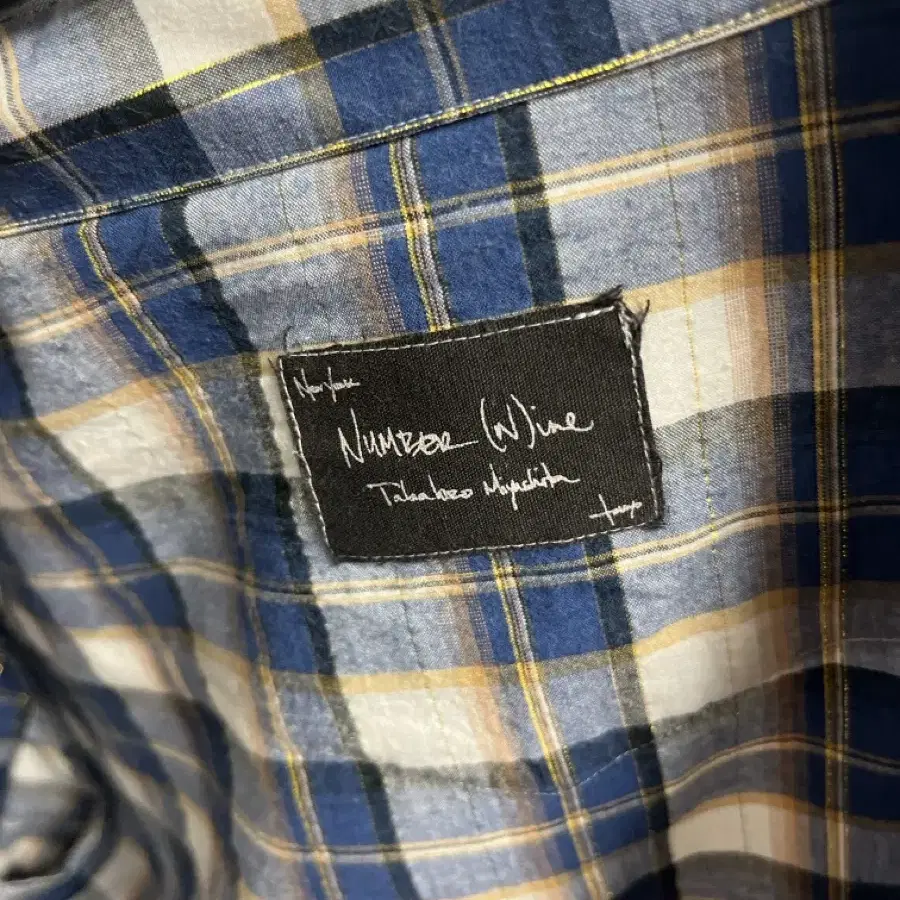 New York
NUMBER (N)ine
Takahiro Miyashita
Tokyo